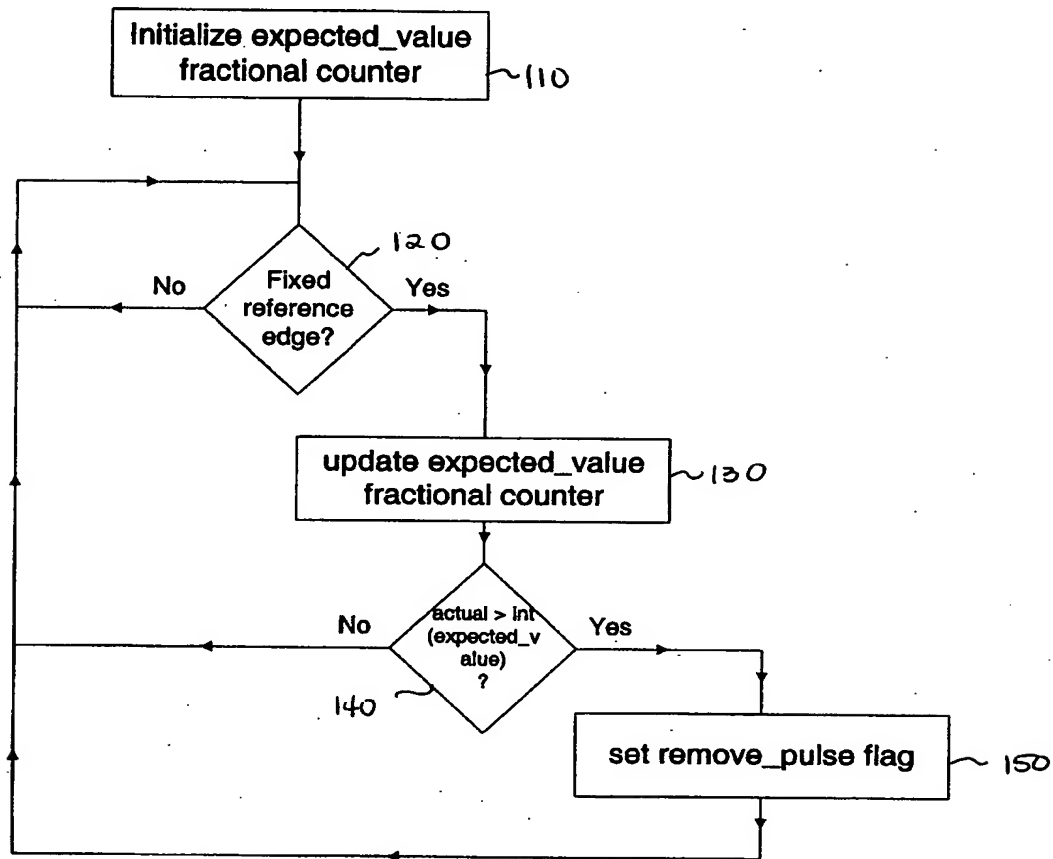 Initialize expected_value
fractional counter
110
120
Fixed
reference
edge?
No
Yes
update expected_value
fractional counter
130
actual > int
(expected_v
alue)
?
No
Yes
140
set remove_pulse flag
150